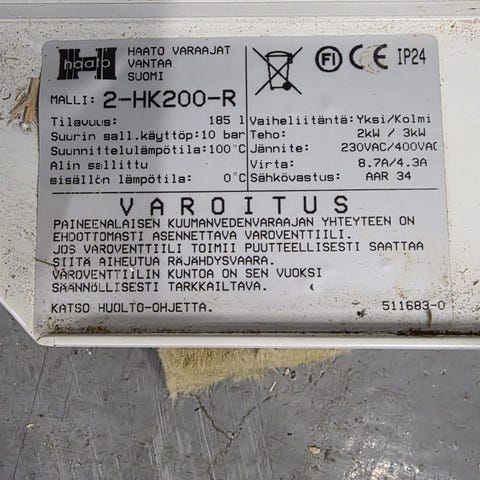 haato
HAATO VARAAJAT
VANTAA
SUOMI
FI CE IP24
MALLI: 2-HK200-R
Tilavuus: 185 l
Suurin sall.käyttöp: 10 bar
Suunnittelulämpötila: 100°C
Alin sallittu
sisällön lämpötila: 0°C
Vaiheliitäntä: Yksi/Kolmi
Teho: 2kW / 3kW
Jännite: 230VAC/400VAC
Virta: 8.7A/4.3A
Sähkövastus: AAR 34
VAROITUS
PAINEENALAISEN KUUMANVEDENVARAAJAN YHTEYTEEN ON
EHDOTTOMASTI ASENNETTAVA VAROVENTTIILI.
JOS VAROVENTTIILI TOIMII PUUTTEELLISESTI SAATTAA
SIITÄ AIHEUTUA RÄJÄHDYSVAARA.
VAROVENTTIILIN KUNTOA ON SEN VUOKSI
SÄÄNNÖLLISESTI TARKKAILTAVA.
KATSO HUOLTO-OHJETTA. 511683-0